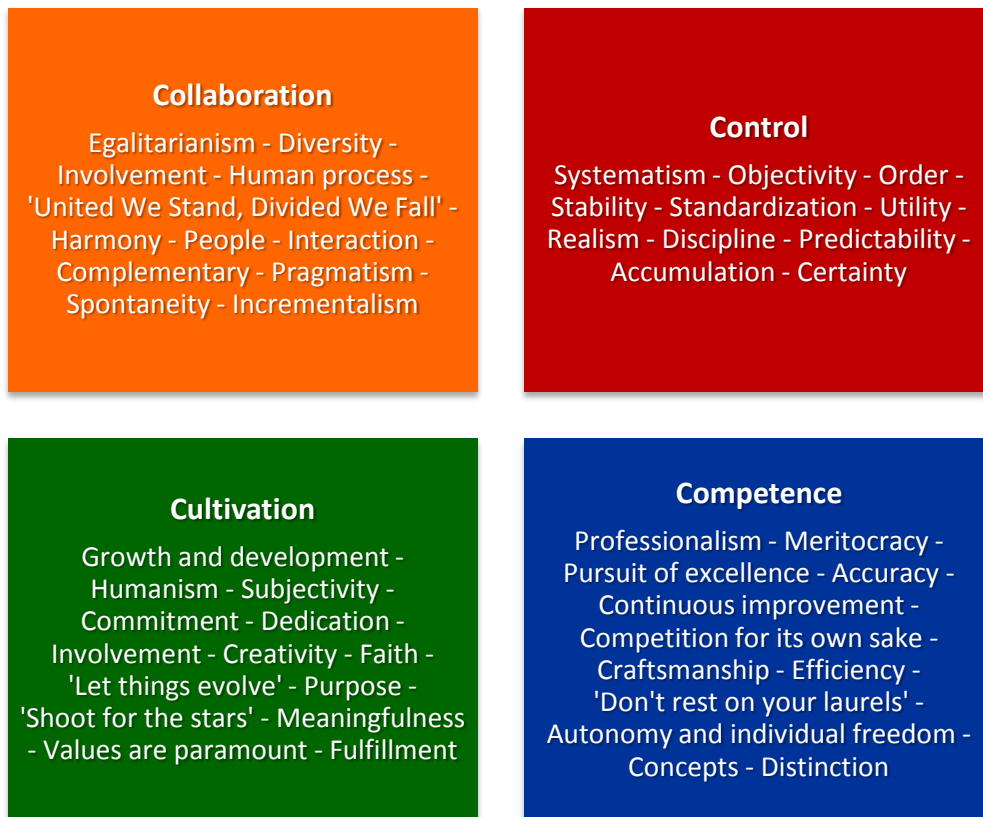 Collaboration
Egalitarianism - Diversity -
Involvement - Human process -
'United We Stand, Divided We Fall' -
Harmony - People - Interaction -
Complementary - Pragmatism -
Spontaneity - Incrementalism
Control
Systematism - Objectivity - Order -
Stability - Standardization - Utility -
Realism - Discipline - Predictability -
Accumulation - Certainty
Cultivation
Growth and development -
Humanism - Subjectivity -
Commitment - Dedication -
Involvement - Creativity - Faith -
'Let things evolve' - Purpose -
'Shoot for the stars' - Meaningfulness
- Values are paramount - Fulfillment
Competence
Professionalism - Meritocracy -
Pursuit of excellence - Accuracy -
Continuous improvement -
Competition for its own sake -
Craftsmanship - Efficiency -
'Don't rest on your laurels' -
Autonomy and individual freedom -
Concepts - Distinction